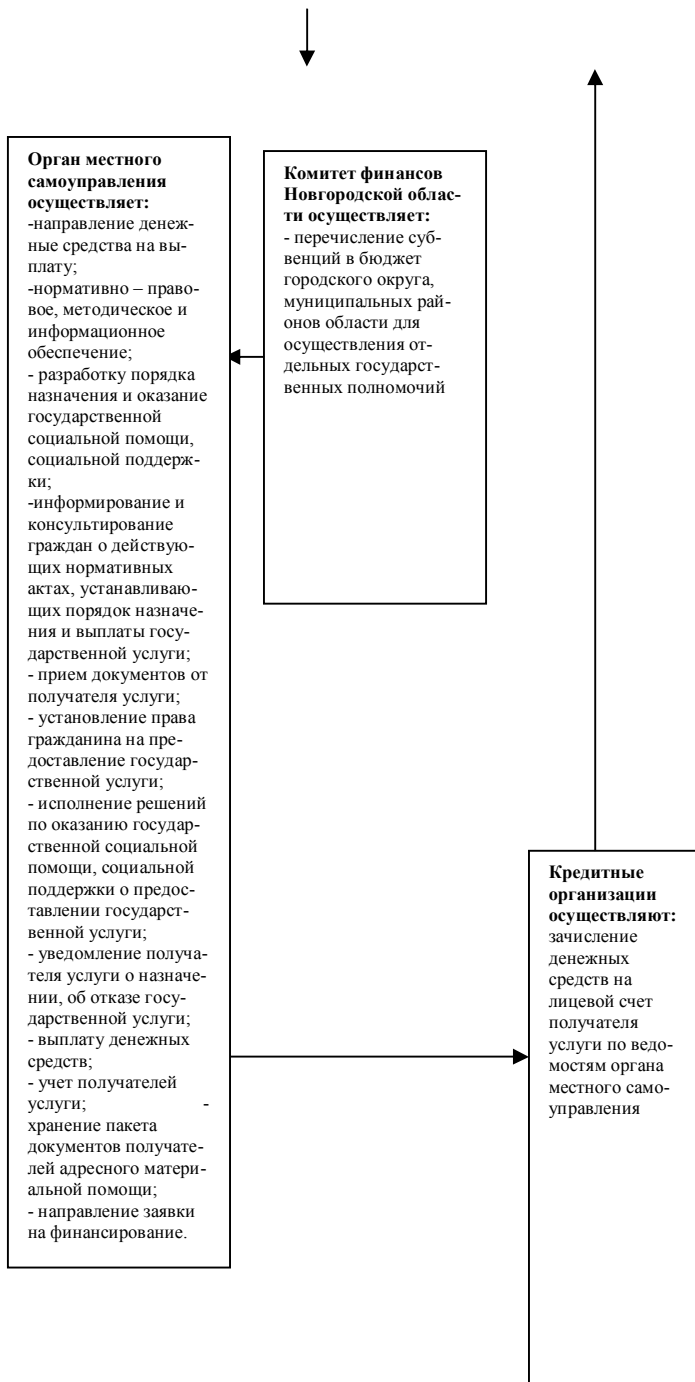 Орган местного
самоуправления
осуществляет:
-направление денеж-
ные средства на вы-
плату;
-нормативно – право-
вое, методическое и
информационное
обеспечение;
- разработку порядка
назначения и оказание
государственной
социальной помощи,
социальной поддерж-
ки;
-информирование и
консультирование
граждан о действую-
щих нормативных
актах, устанавливаю-
щих порядок назначе-
ния и выплаты госу-
дарственной услуги;
- прием документов от
получателя услуги;
- установление права
гражданина на пре-
доставление государ-
ственной услуги;
- исполнение решений
по оказанию государ-
ственной социальной
помощи, социальной
поддержки о предос-
тавлении государст-
венной услуги;
- уведомление получа-
теля услуги о назначе-
нии, об отказе госу-
дарственной услуги;
- выплату денежных
средств;
- учет получателей
услуги; -
хранение пакета
документов получате-
лей адресного матери-
альной помощи;
- направление заявки
на финансирование.
Комитет финансов
Новгородской облас-
ти осуществляет:
- перечисление суб-
венций в бюджет
городского округа,
муниципальных рай-
онов области для
осуществления от-
дельных государст-
венных полномочий
Кредитные
организации
осуществляют:
зачисление
денежных
средств на
лицевой счет
получателя
услуги по ведо-
мостям органа
местного само-
управления